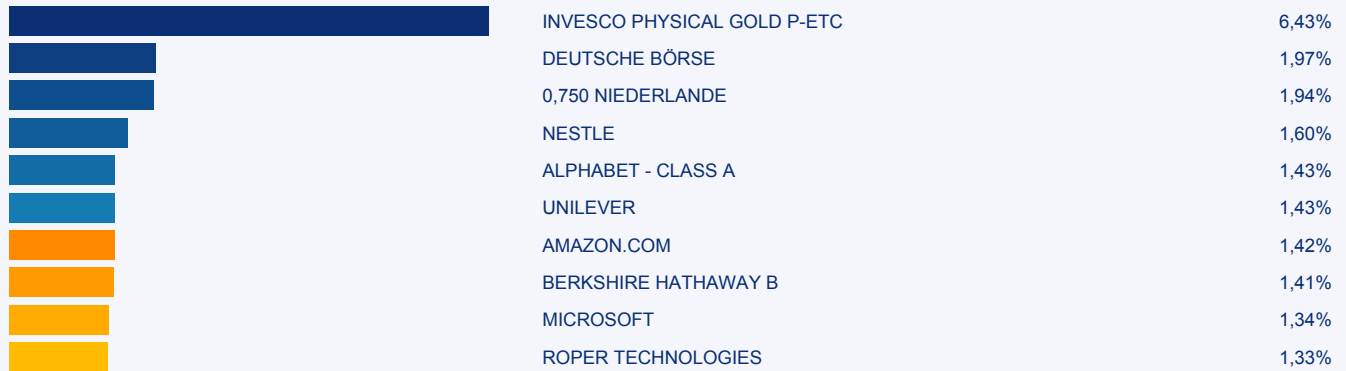 INVESCO PHYSICAL GOLD P-ETC 6,43%
DEUTSCHE BÖRSE 1,97%
0,750 NIEDERLANDE 1,94%
NESTLE 1,60%
ALPHABET - CLASS A 1,43%
UNILEVER 1,43%
AMAZON.COM 1,42%
BERKSHIRE HATHAWAY B 1,41%
MICROSOFT 1,34%
ROPER TECHNOLOGIES 1,33%